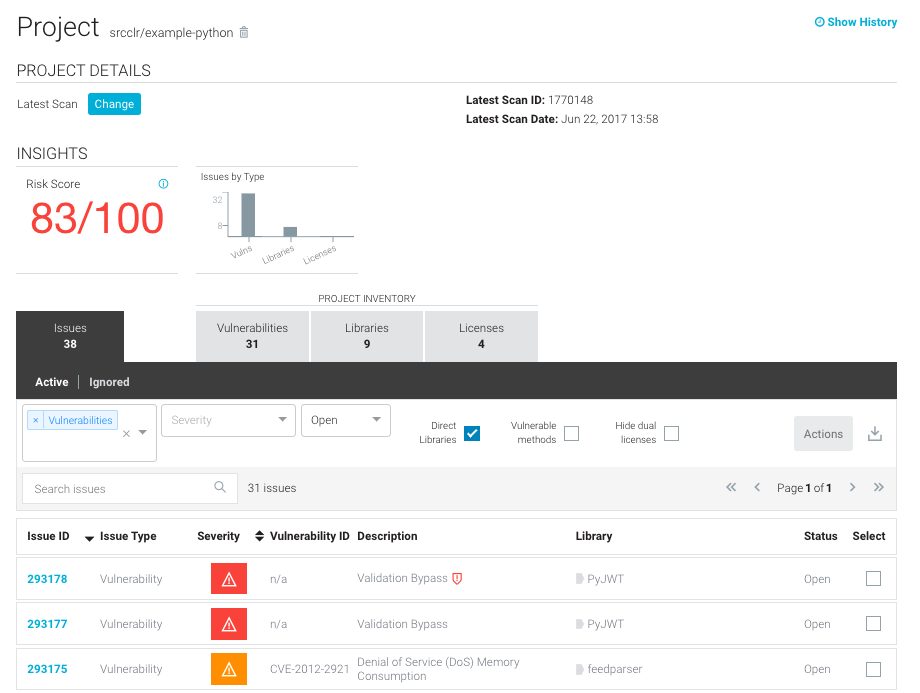 Project srcclr/example-python
Show History
PROJECT DETAILS
Latest Scan Change
Latest Scan ID: 1770148
Latest Scan Date: Jun 22, 2017 13:58
INSIGHTS
Risk Score
83/100
Issues by Type
32
8
Vulns Libraries Licenses
PROJECT INVENTORY
Issues Vulnerabilities Libraries Licenses
38 31 9 4
Active Ignored
× Vulnerabilities × Severity Open
Direct Libraries
Vulnerable methods
Hide dual licenses
Actions
Search issues 31 issues « ‹ Page 1 of 1 › »
Issue ID Issue Type Severity Vulnerability ID Description Library Status Select
293178 Vulnerability n/a Validation Bypass PyJWT Open
293177 Vulnerability n/a Validation Bypass PyJWT Open
293175 Vulnerability CVE-2012-2921 Denial of Service (DoS) Memory Consumption feedparser Open